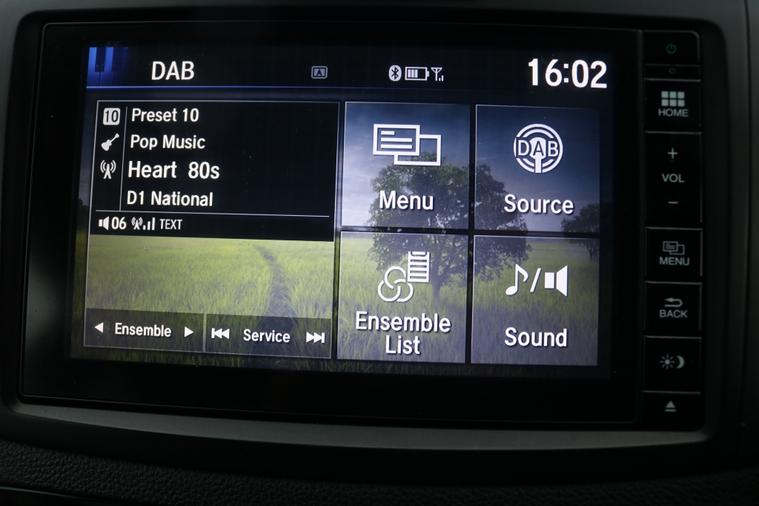 DAB
A
16:02
10 Preset 10
Pop Music
Heart 80s
D1 National
06 TEXT
Ensemble
Service
Menu
DAB
Source
Ensemble
List
Sound
HOME
+
VOL
−
MENU
BACK